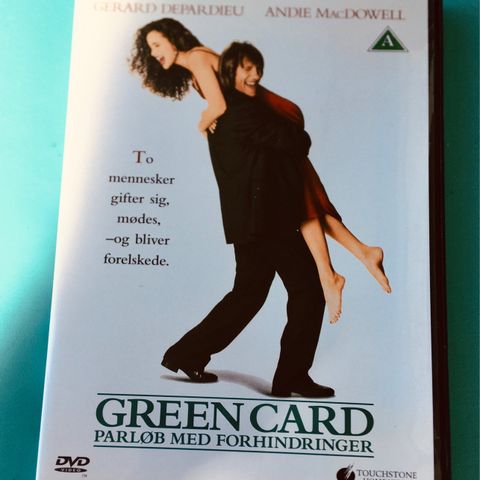 GERARD DEPARDIEU ANDIE MACDOWELL
A
To
mennesker
gifter sig,
mødes,
–og bliver
forelskede.
GREEN CARD
PARLØB MED FORHINDRINGER
DVD
VIDEO
TOUCHSTONE